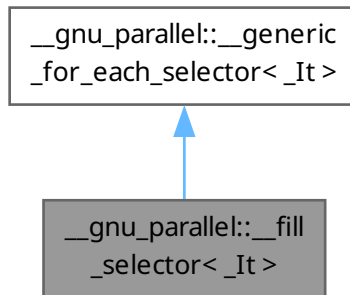 __gnu_parallel::__generic
_for_each_selector< _It >
__gnu_parallel::__fill
_selector< _It >